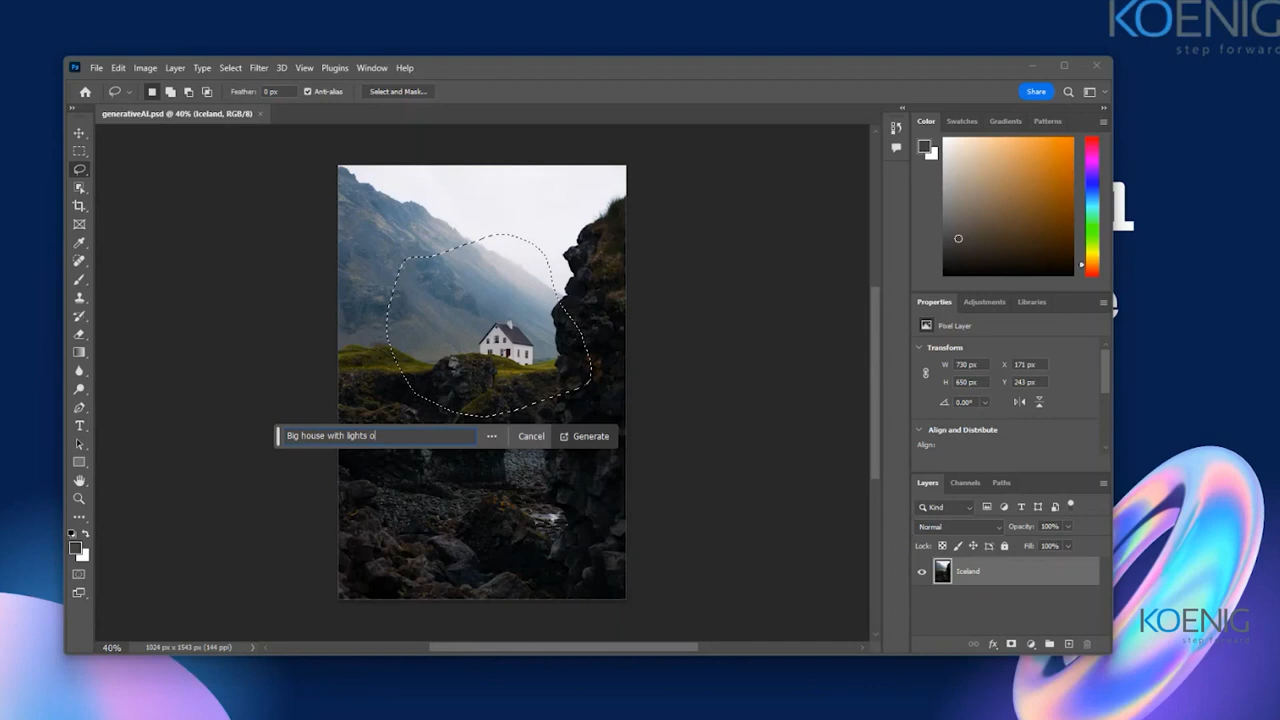 KOENIG
step forward
Ps File Edit Image Layer Type Select Filter 3D View Plugins Window Help
Feather: 0 px Anti-alias Select and Mask... Share
generativeAI.psd @ 40% (Iceland, RGB/8)
Color Swatches Gradients Patterns
Properties Adjustments Libraries
Pixel Layer
Transform
W 730 px X 171 px
H 650 px Y 243 px
0.00°
Align and Distribute
Align:
Big house with lights o
Cancel Generate
Layers Channels Paths
Kind
Normal Opacity: 100%
Lock: Fill: 100%
Iceland
KOENIG
step forward
40% 1024 px x 1543 px (144 ppi)